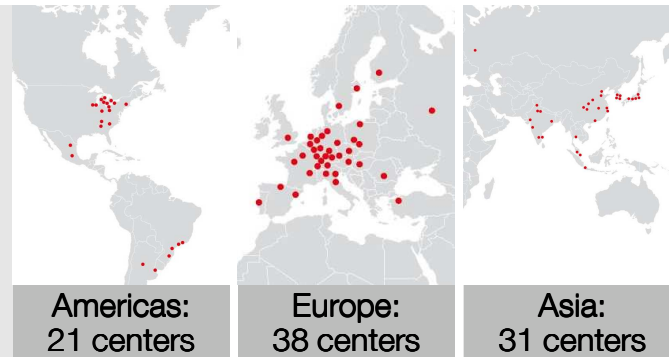 Americas:
21 centers
Europe:
38 centers
Asia:
31 centers